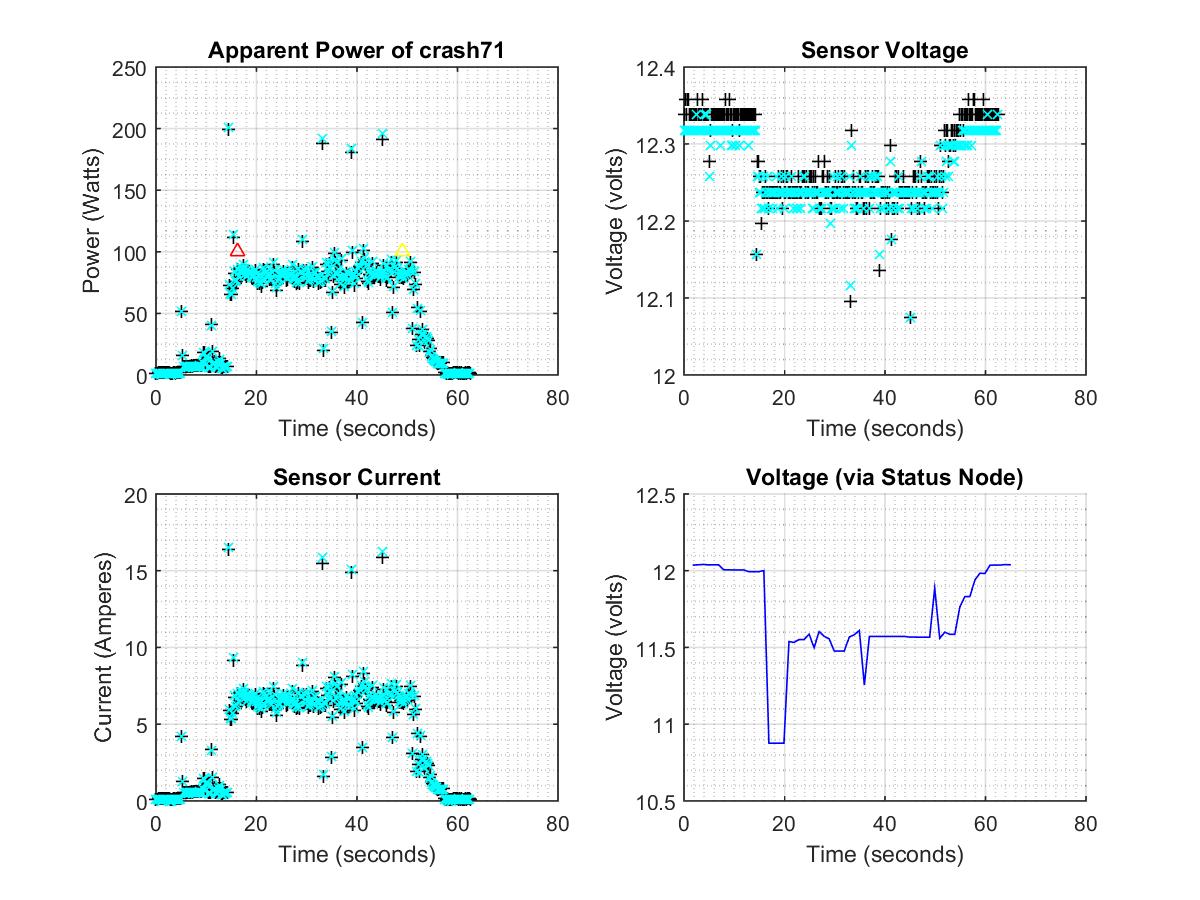 Apparent Power of crash71
250
200
150
100
50
0
Power (Watts)
0 20 40 60 80
Time (seconds)
Sensor Voltage
12.4
12.3
12.2
12.1
12
Voltage (volts)
0 20 40 60 80
Time (seconds)
Sensor Current
20
15
10
5
0
Current (Amperes)
0 20 40 60 80
Time (seconds)
Voltage (via Status Node)
12.5
12
11.5
11
10.5
Voltage (volts)
0 20 40 60 80
Time (seconds)